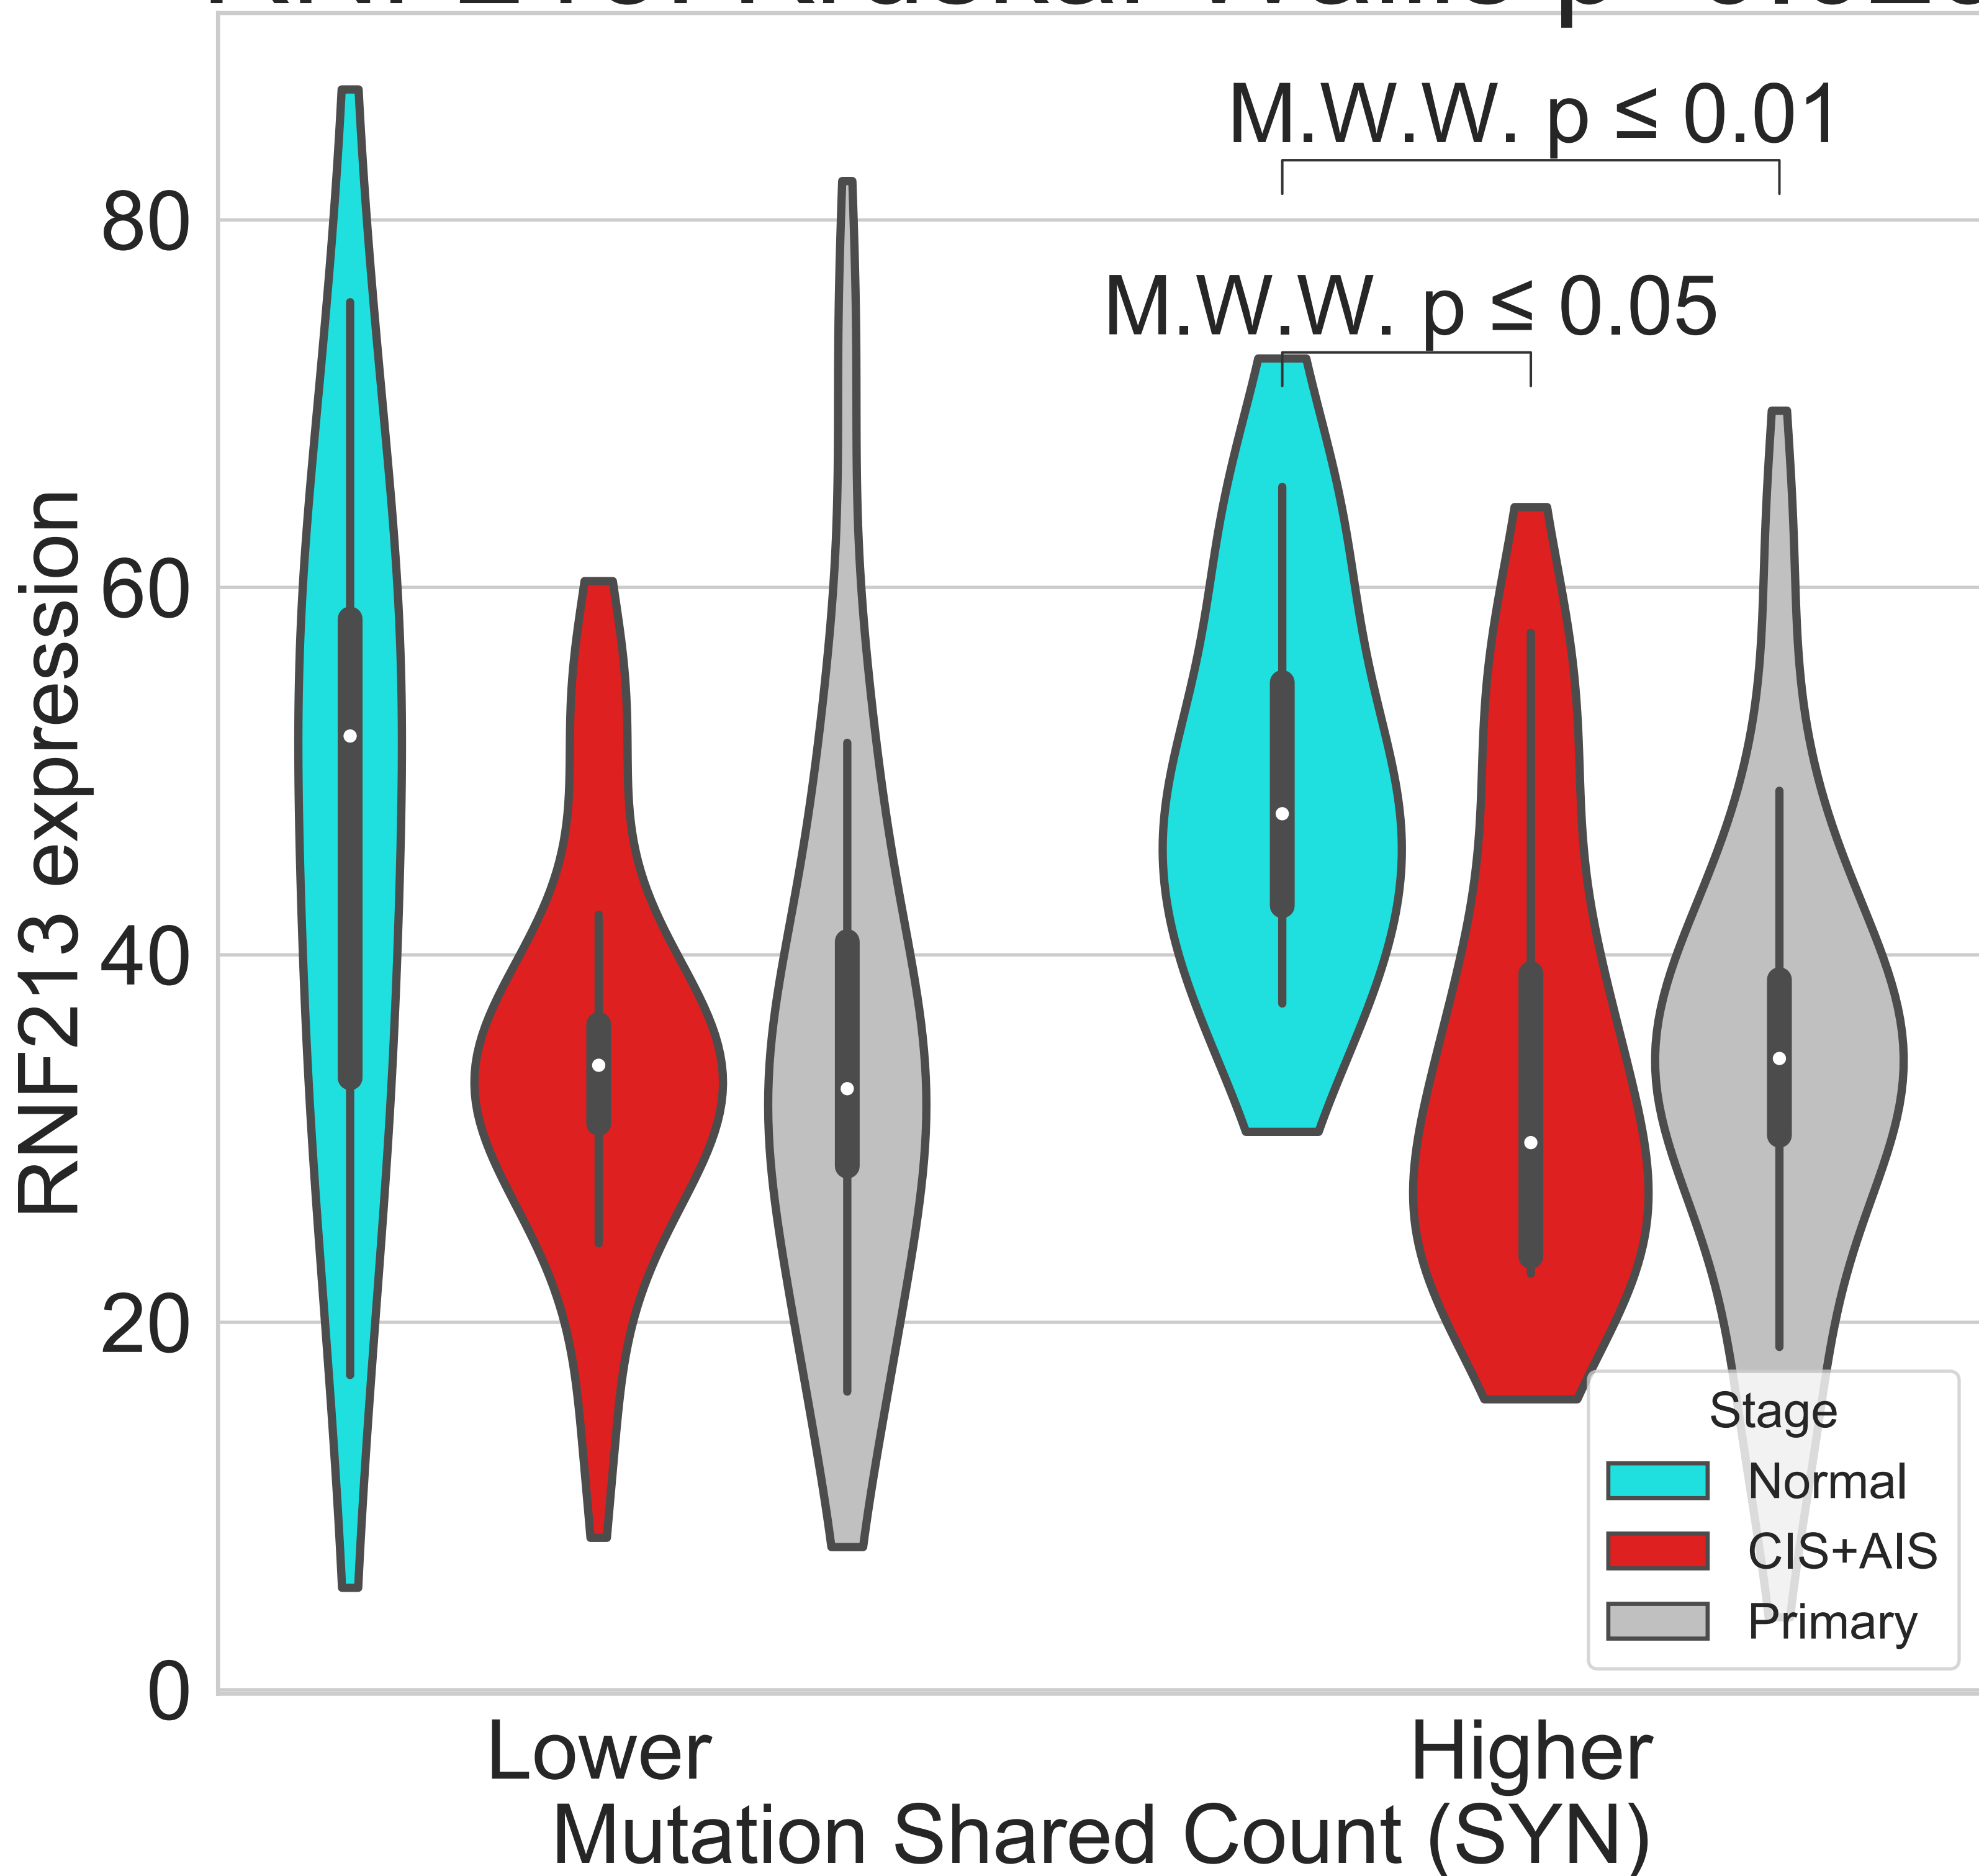 M.W.W. p ≤ 0.01
80
M.W.W. p ≤ 0.05
60
RNF213 expression
40
20
Stage
Normal
CIS+AIS
Primary
0
Lower
Higher
Mutation Shared Count (SYN)